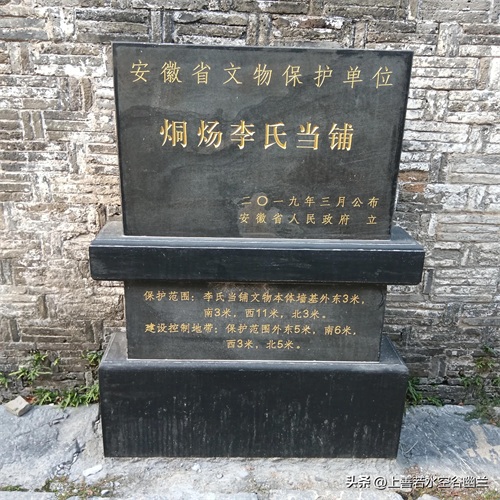 安徽省文物保护单位
烔炀李氏当铺
二〇一九年三月公布
安徽省人民政府 立
保护范围：李氏当铺文物本体墙基外东3米，
南3米，西11米，北3米。
建设控制地带：保护范围外东5米，南6米，
西3米，北5米。
头条 @上善若水空谷幽兰